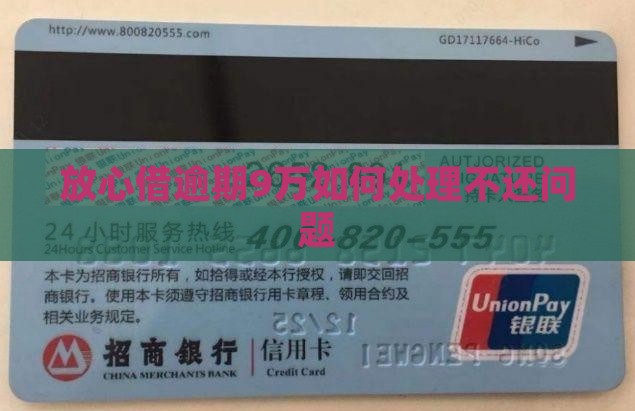 http://www.800820555.com
GD17117664-HiCo
AUTHORIZED
放心借逾期9万如何处理不还问
题
24小时服务热线
24Hours Customer Service Hotline
400-820-555
本卡为招商银行所有，如拾得或经本行授权，请即交回招
商银行。使用本卡须遵守招商银行用卡章程、领用合约及
相关业务规定。
UnionPay
银联
12/25
招商银行
信用卡
CHINA MERCHANTS BANK
Credit Card